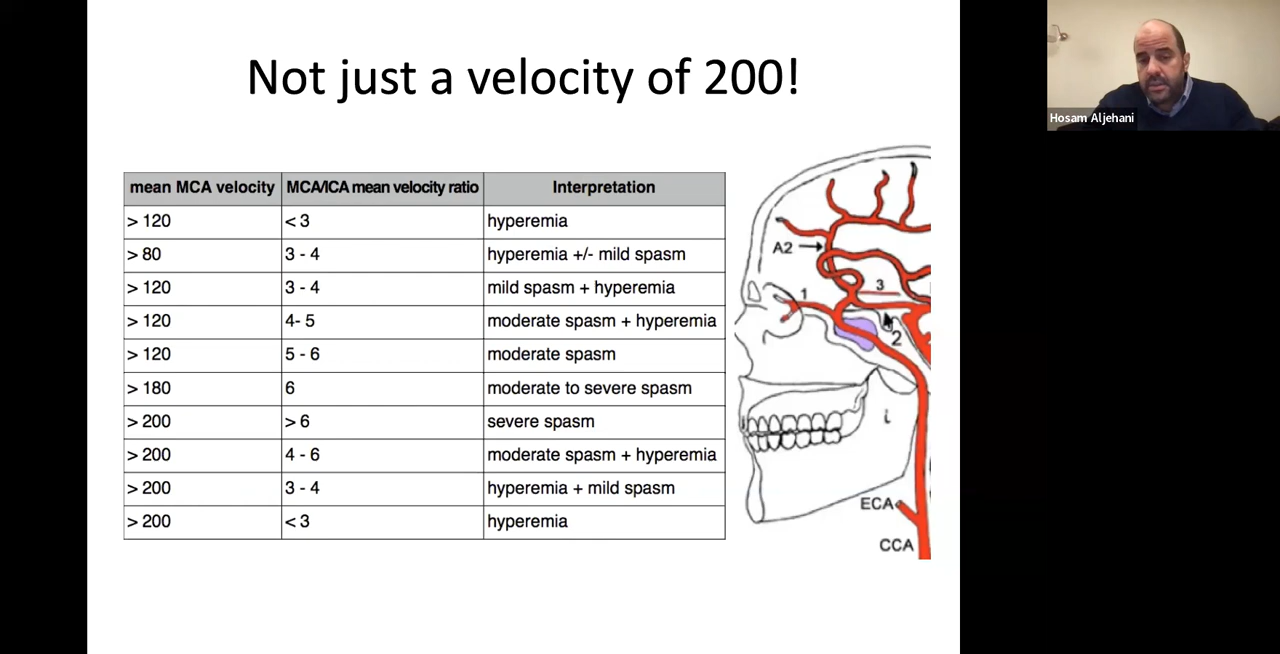 Not just a velocity of 200!
Hosam Aljehani
mean MCA velocity MCA/ICA mean velocity ratio Interpretation
> 120 < 3 hyperemia
> 80 3 - 4 hyperemia +/- mild spasm
> 120 3 - 4 mild spasm + hyperemia
> 120 4- 5 moderate spasm + hyperemia
> 120 5 - 6 moderate spasm
> 180 6 moderate to severe spasm
> 200 > 6 severe spasm
> 200 4 - 6 moderate spasm + hyperemia
> 200 3 - 4 hyperemia + mild spasm
> 200 < 3 hyperemia
A2
1
3
2
ECA
CCA